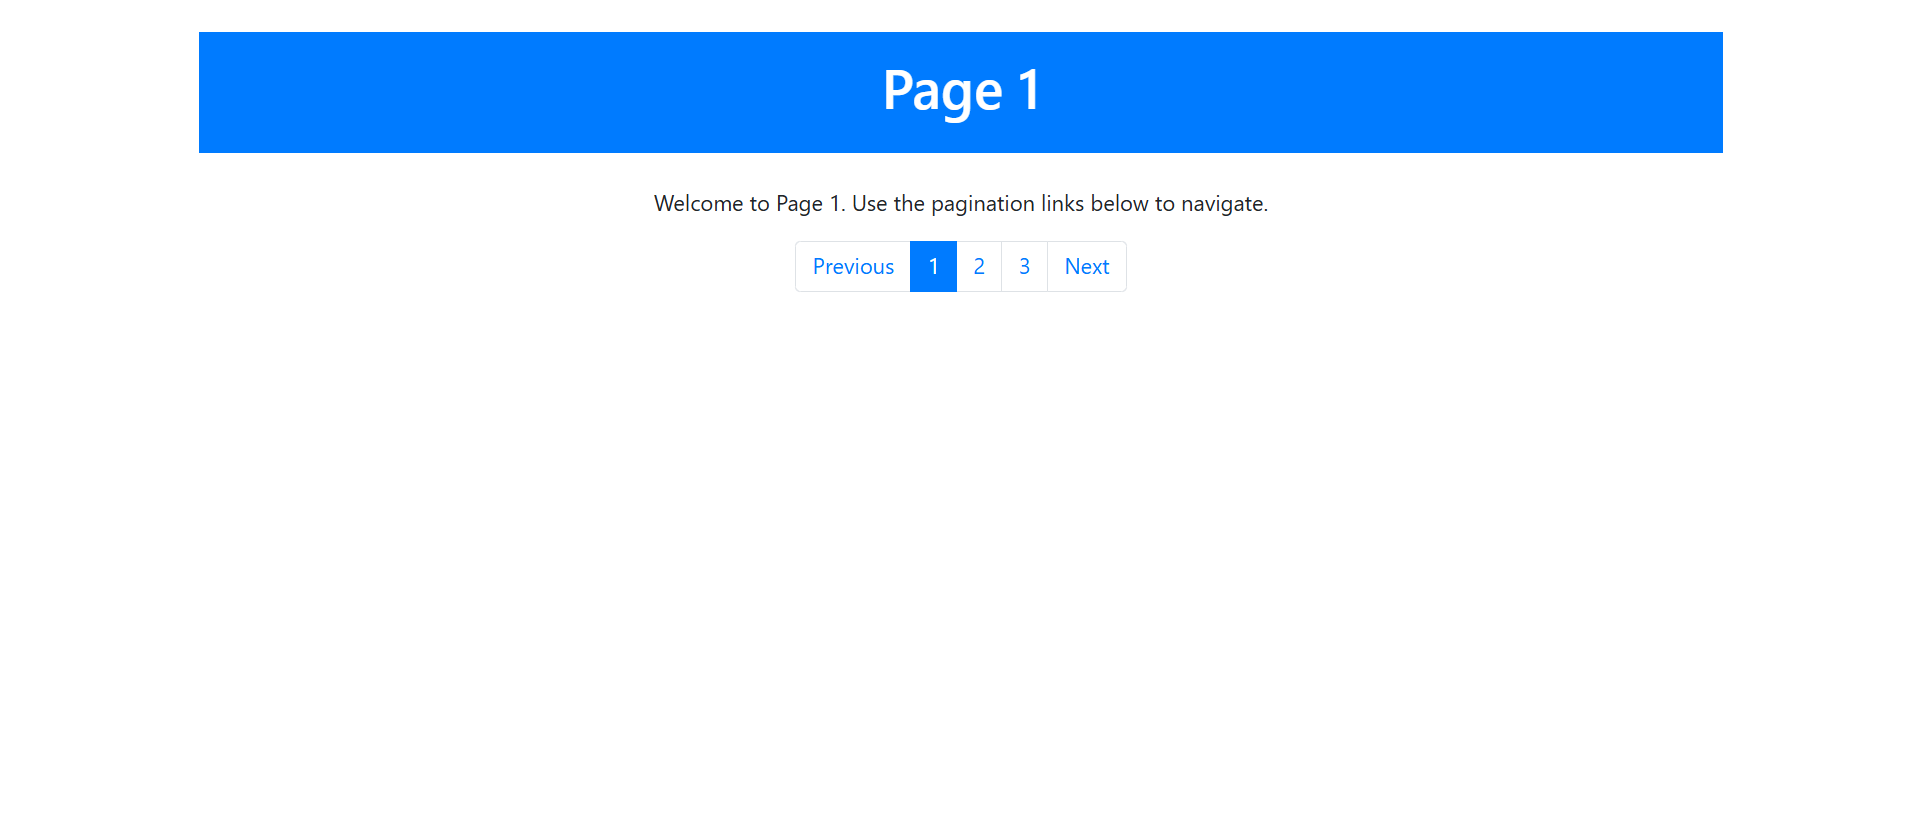 Page 1
Welcome to Page 1. Use the pagination links below to navigate.
Previous 1 2 3 Next